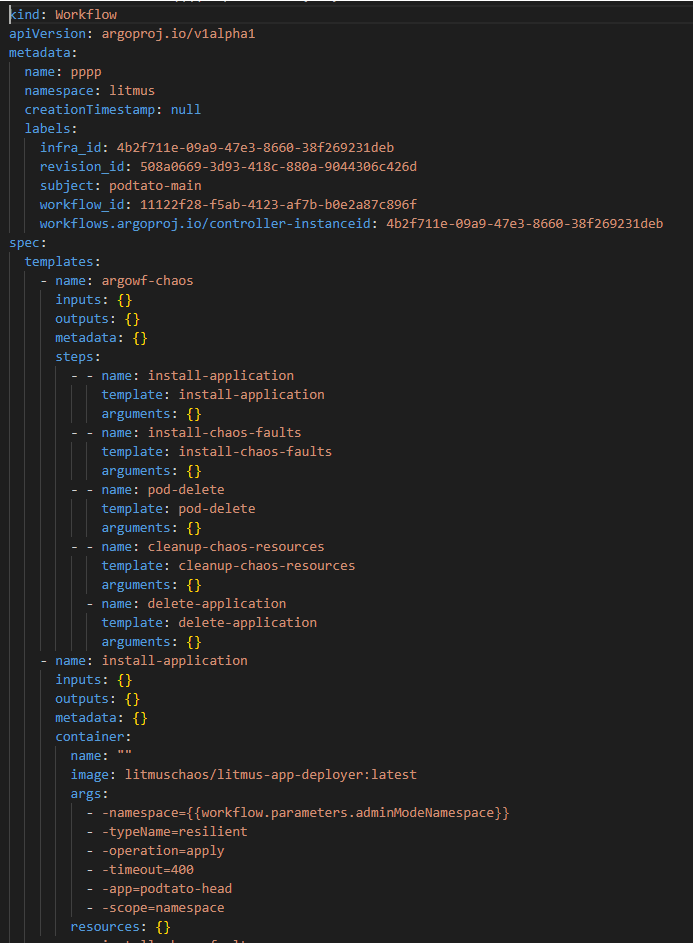 kind: Workflow
apiVersion: argoproj.io/v1alpha1
metadata:
  name: pppp
  namespace: litmus
  creationTimestamp: null
  labels:
    infra_id: 4b2f711e-09a9-47e3-8660-38f269231deb
    revision_id: 508a0669-3d93-418c-880a-9044306c426d
    subject: podtato-main
    workflow_id: 11122f28-f5ab-4123-af7b-b0e2a87c896f
    workflows.argoproj.io/controller-instanceid: 4b2f711e-09a9-47e3-8660-38f269231deb
spec:
  templates:
    - name: argowf-chaos
      inputs: {}
      outputs: {}
      metadata: {}
      steps:
        - - name: install-application
            template: install-application
            arguments: {}
        - - name: install-chaos-faults
            template: install-chaos-faults
            arguments: {}
        - - name: pod-delete
            template: pod-delete
            arguments: {}
        - - name: cleanup-chaos-resources
            template: cleanup-chaos-resources
            arguments: {}
          - name: delete-application
            template: delete-application
            arguments: {}
    - name: install-application
      inputs: {}
      outputs: {}
      metadata: {}
      container:
        name: ""
        image: litmuschaos/litmus-app-deployer:latest
        args:
          - -namespace={{workflow.parameters.adminModeNamespace}}
          - -typeName=resilient
          - -operation=apply
          - -timeout=400
          - -app=podtato-head
          - -scope=namespace
        resources: {}